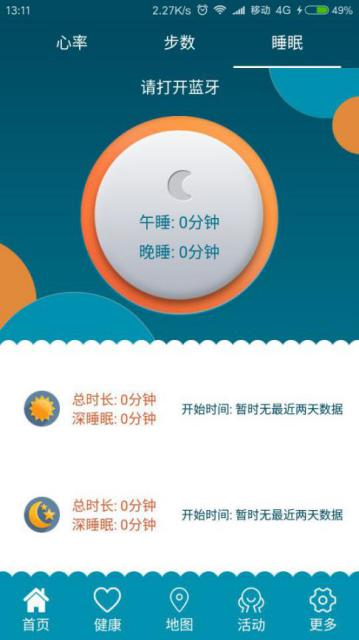 13:11 2.27K/s 移动 4G 49%
心率 步数 睡眠
请打开蓝牙
午睡: 0分钟
晚睡: 0分钟
总时长: 0分钟
深睡眠: 0分钟
开始时间: 暂时无最近两天数据
总时长: 0分钟
深睡眠: 0分钟
开始时间: 暂时无最近两天数据
首页 健康 地图 活动 更多